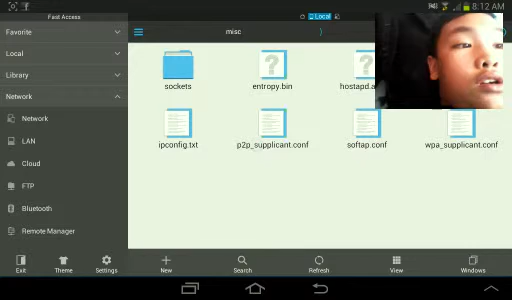 8:12 AM
Fast Access
Local
Favorite
misc
Local
Library
Network
Network
LAN
Cloud
FTP
Bluetooth
Remote Manager
sockets
entropy.bin
hostapd.a
ipconfig.txt
p2p_supplicant.conf
softap.conf
wpa_supplicant.conf
Exit
Theme
Settings
New
Search
Refresh
View
Windows